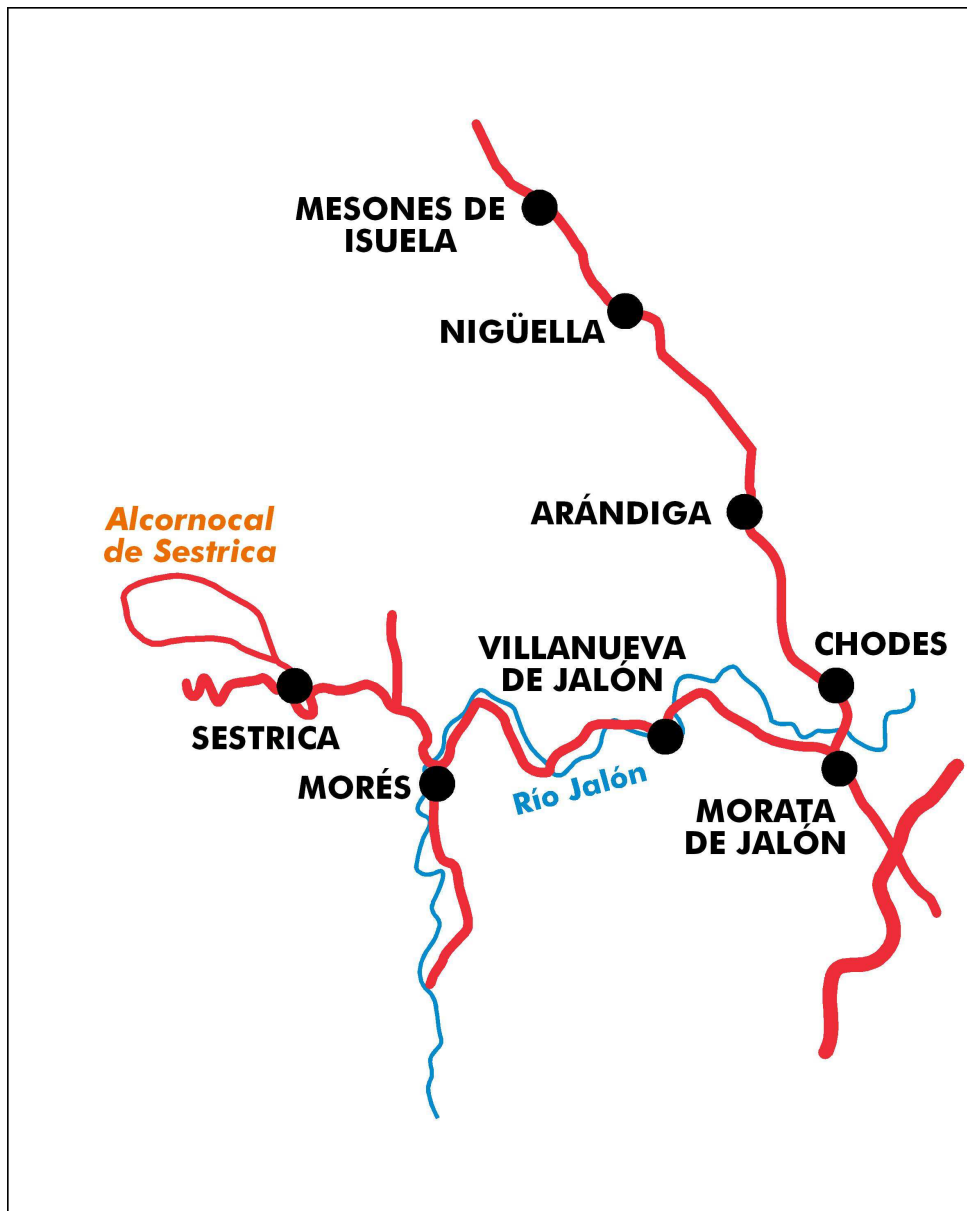 MESONES DE
ISUELA
NIGÜELLA
ARÁNDIGA
Alcornocal
de Sestrica
VILLANUEVA
DE JALÓN
CHODES
SESTRICA
MORÉS
Río Jalón
MORATA
DE JALÓN